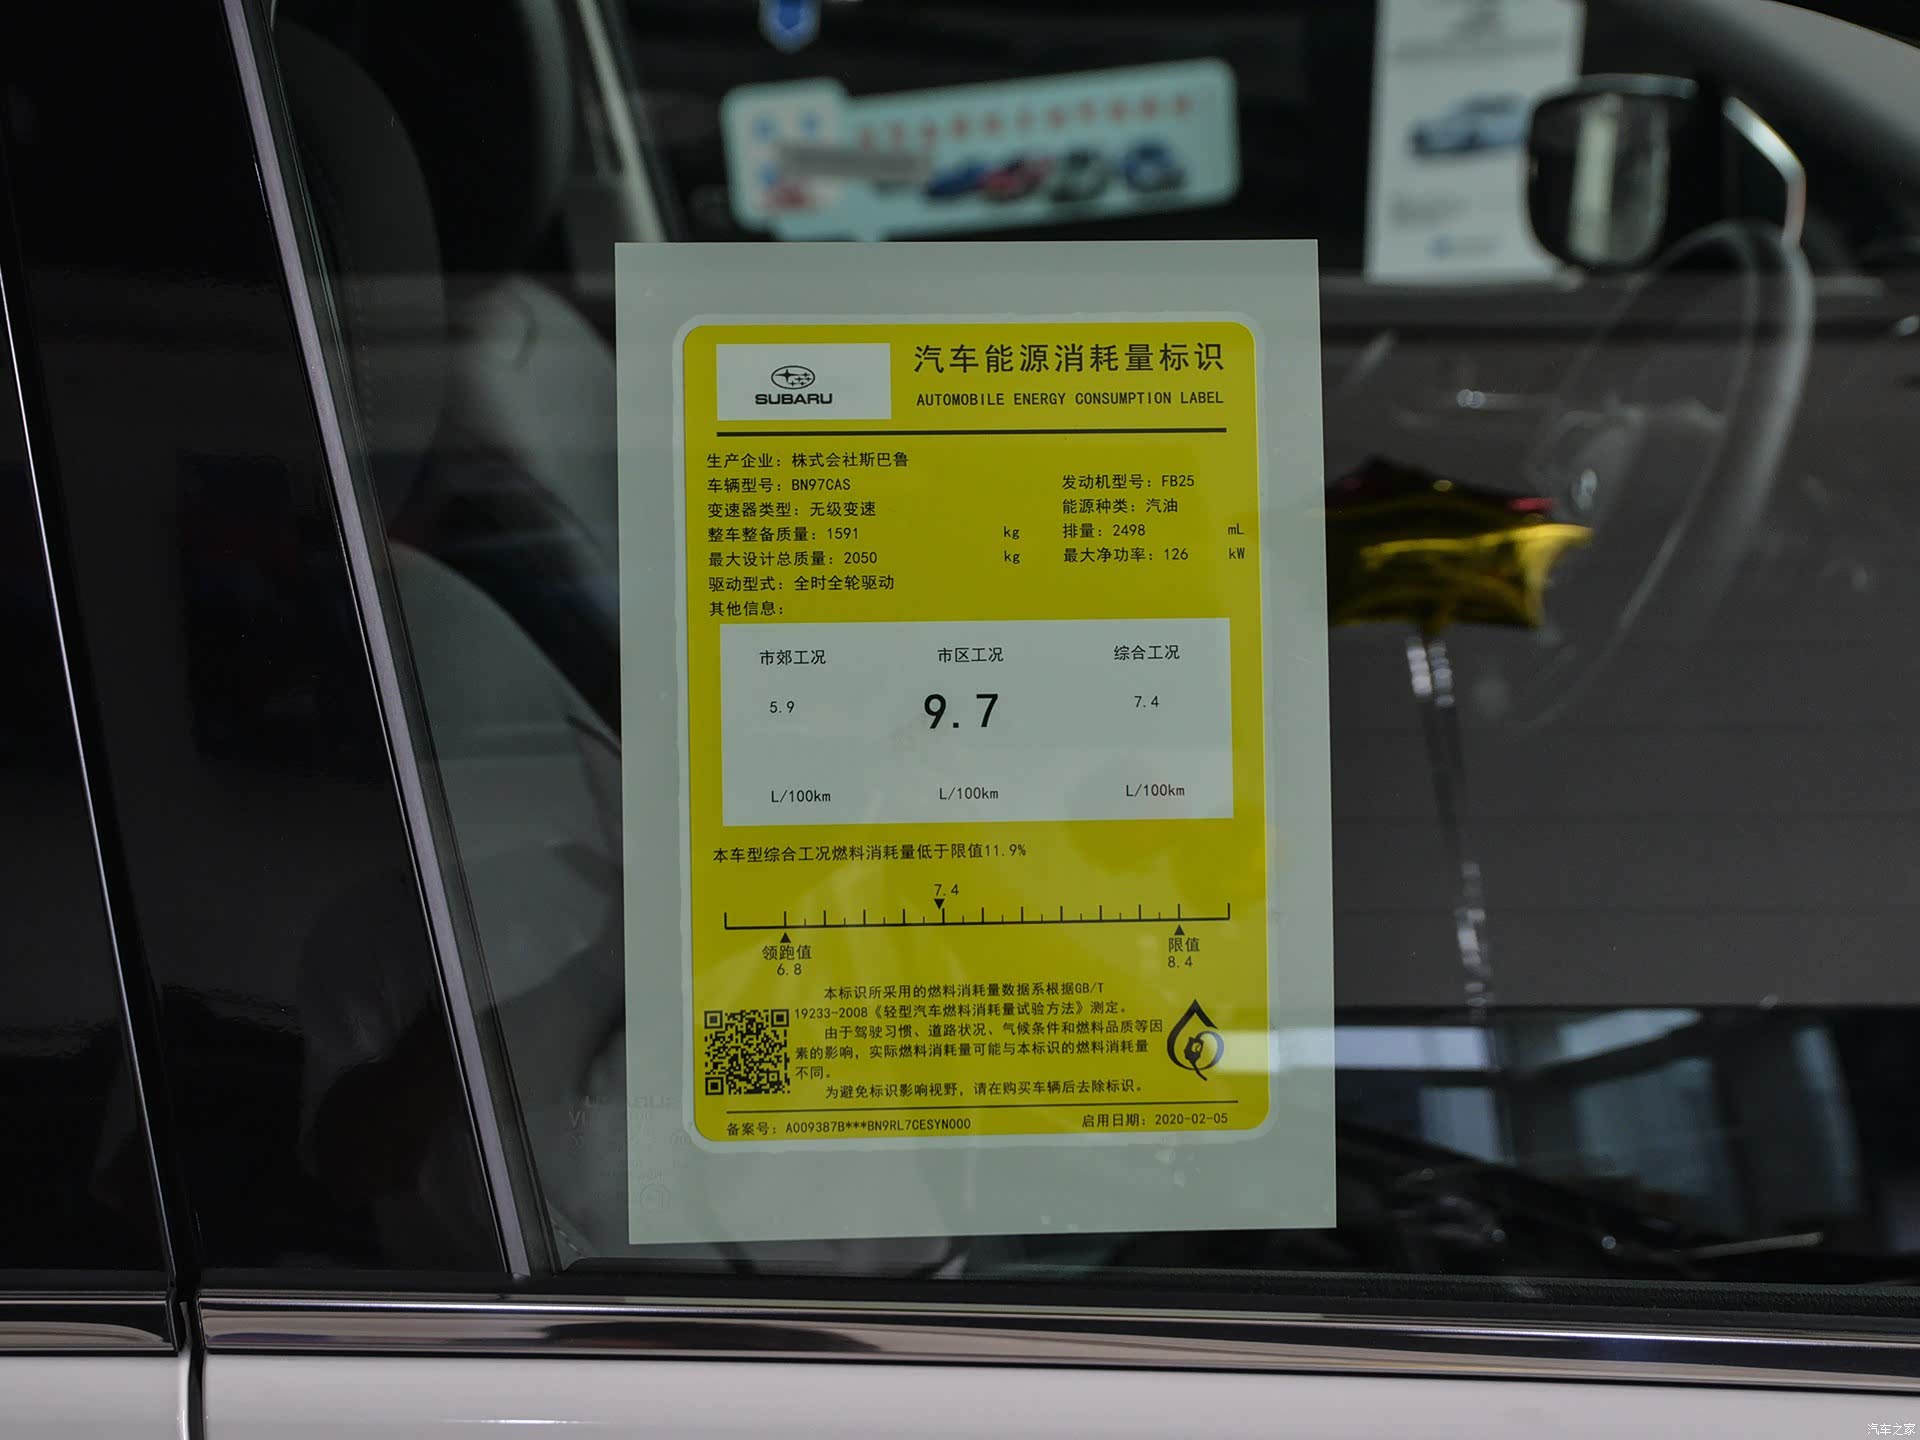 SUBARU
汽车能源消耗量标识
AUTOMOBILE ENERGY CONSUMPTION LABEL
生产企业：株式会社斯巴鲁
车辆型号：BN97CAS
发动机型号：FB25
变速器类型：无级变速
能源种类：汽油
整车整备质量：1591 kg
排量：2498 mL
最大设计总质量：2050 kg
最大净功率：126 kW
驱动型式：全时全轮驱动
其他信息：
市郊工况 市区工况 综合工况
5.9 9.7 7.4
L/100km L/100km L/100km
本车型综合工况燃料消耗量低于限值11.9%
7.4
领跑值 限值
6.8 8.4
本标识所采用的燃料消耗量数据系根据GB/T
19233-2008《轻型汽车燃料消耗量试验方法》测定。
由于驾驶习惯、道路状况、气候条件和燃料品质等因
素的影响，实际燃料消耗量可能与本标识的燃料消耗量
不同。
为避免标识影响视野，请在购买车辆后去除标识。
备案号：A009387B***BN9RL7CESYN000 启用日期：2020-02-05
汽车之家